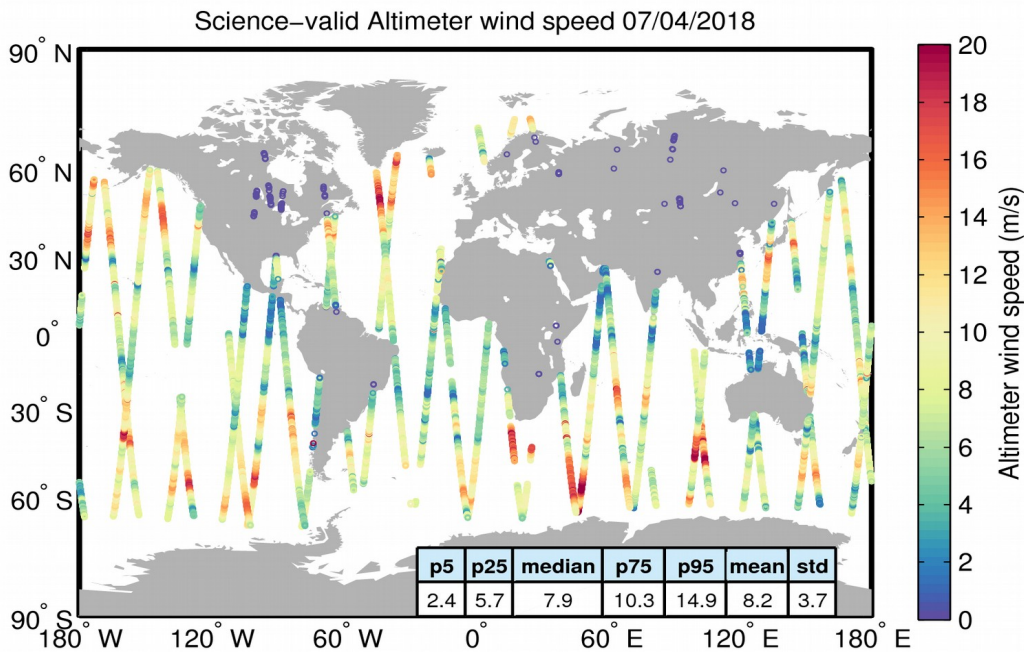 Science−valid Altimeter wind speed 07/04/2018
90° N
60° N
30° N
0°
30° S
60° S
90° S
180° W
120° W
60° W
0°
60° E
120° E
180° E
p5 p25 median p75 p95 mean std
2.4 5.7 7.9 10.3 14.9 8.2 3.7
20
18
16
14
12
10
8
6
4
2
0
Altimeter wind speed (m/s)